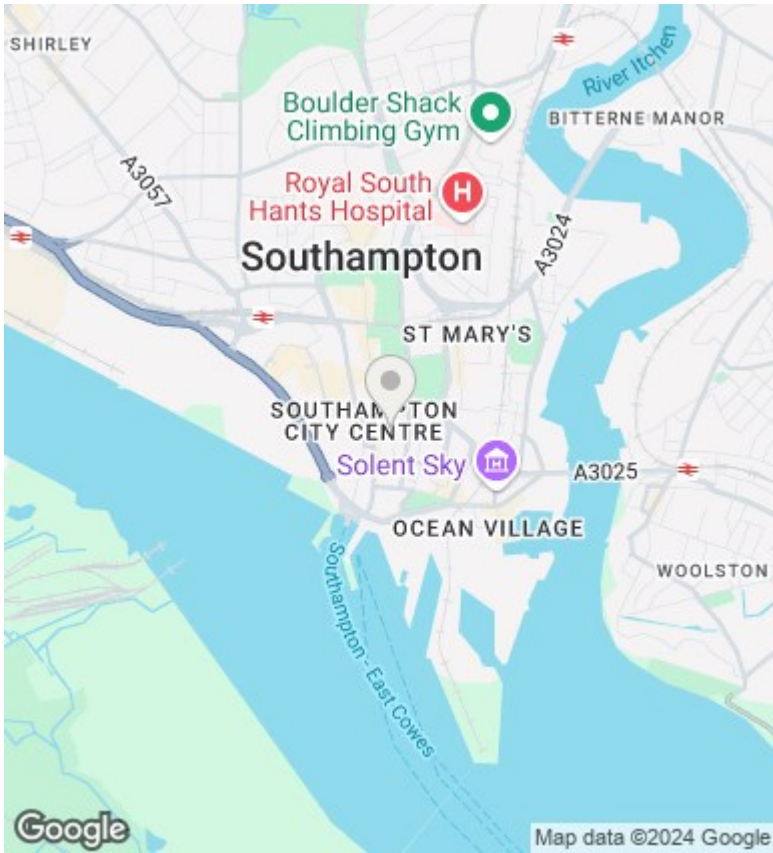 SHIRLEY
River Itchen
Boulder Shack
Climbing Gym
BITTERNE MANOR
A3057
Royal South
Hants Hospital
H
A3024
Southampton
ST MARY'S
SOUTHAMPTON
CITY CENTRE
Solent Sky
A3025
OCEAN VILLAGE
WOOLSTON
Southampton - East Cowes
Google
Map data ©2024 Google